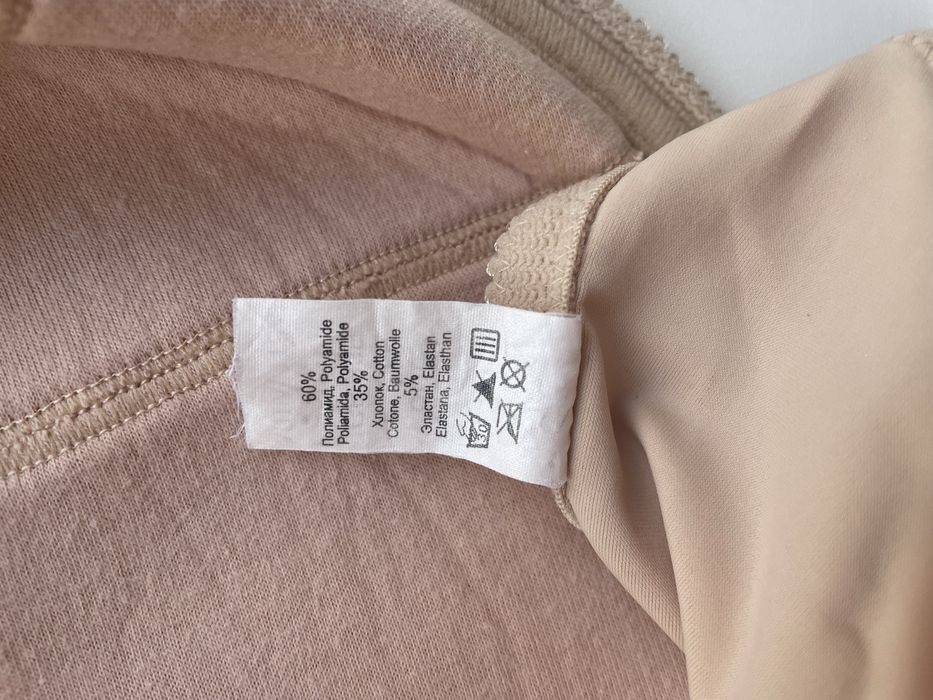 60%
Полиамид, Polyamide
Poliamida, Polyamide
35%
Хлопок, Cotton
Cotone, Baumwolle
5%
Эластан, Elastan
Elastana, Elasthan
30